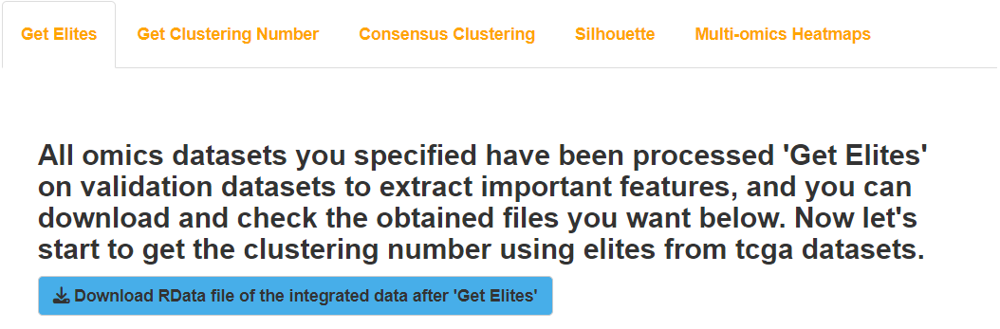 Get Elites Get Clustering Number Consensus Clustering Silhouette Multi-omics Heatmaps
All omics datasets you specified have been processed 'Get Elites'
on validation datasets to extract important features, and you can
download and check the obtained files you want below. Now let's
start to get the clustering number using elites from tcga datasets.
Download RData file of the integrated data after 'Get Elites'